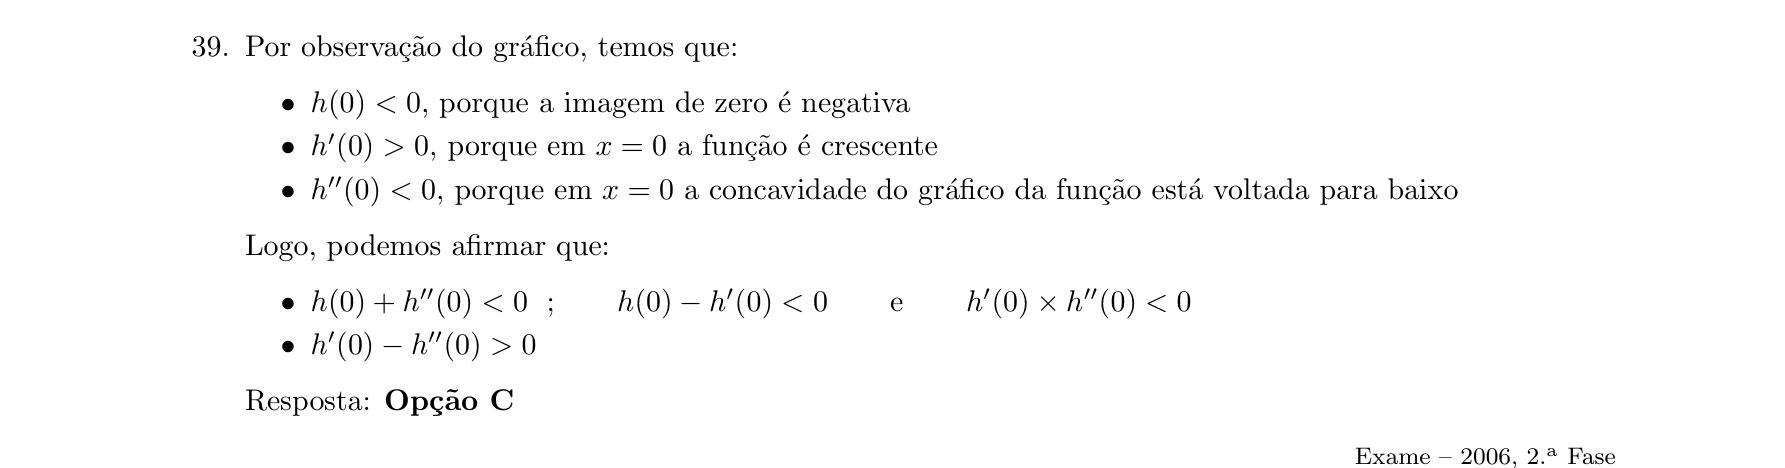 39. Por observação do gráfico, temos que:
• h(0) < 0, porque a imagem de zero é negativa
• h′(0) > 0, porque em x = 0 a função é crescente
• h′′(0) < 0, porque em x = 0 a concavidade do gráfico da função está voltada para baixo
Logo, podemos afirmar que:
• h(0) + h′′(0) < 0 ; h(0) − h′(0) < 0 e h′(0) × h′′(0) < 0
• h′(0) − h′′(0) > 0
Resposta: Opção C
Exame – 2006, 2.ª Fase